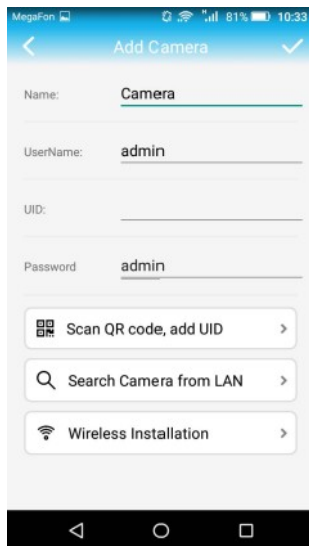 MegaFon 81% 10:33
Add Camera
Name: Camera
UserName: admin
UID:
Password admin
Scan QR code, add UID
Search Camera from LAN
Wireless Installation